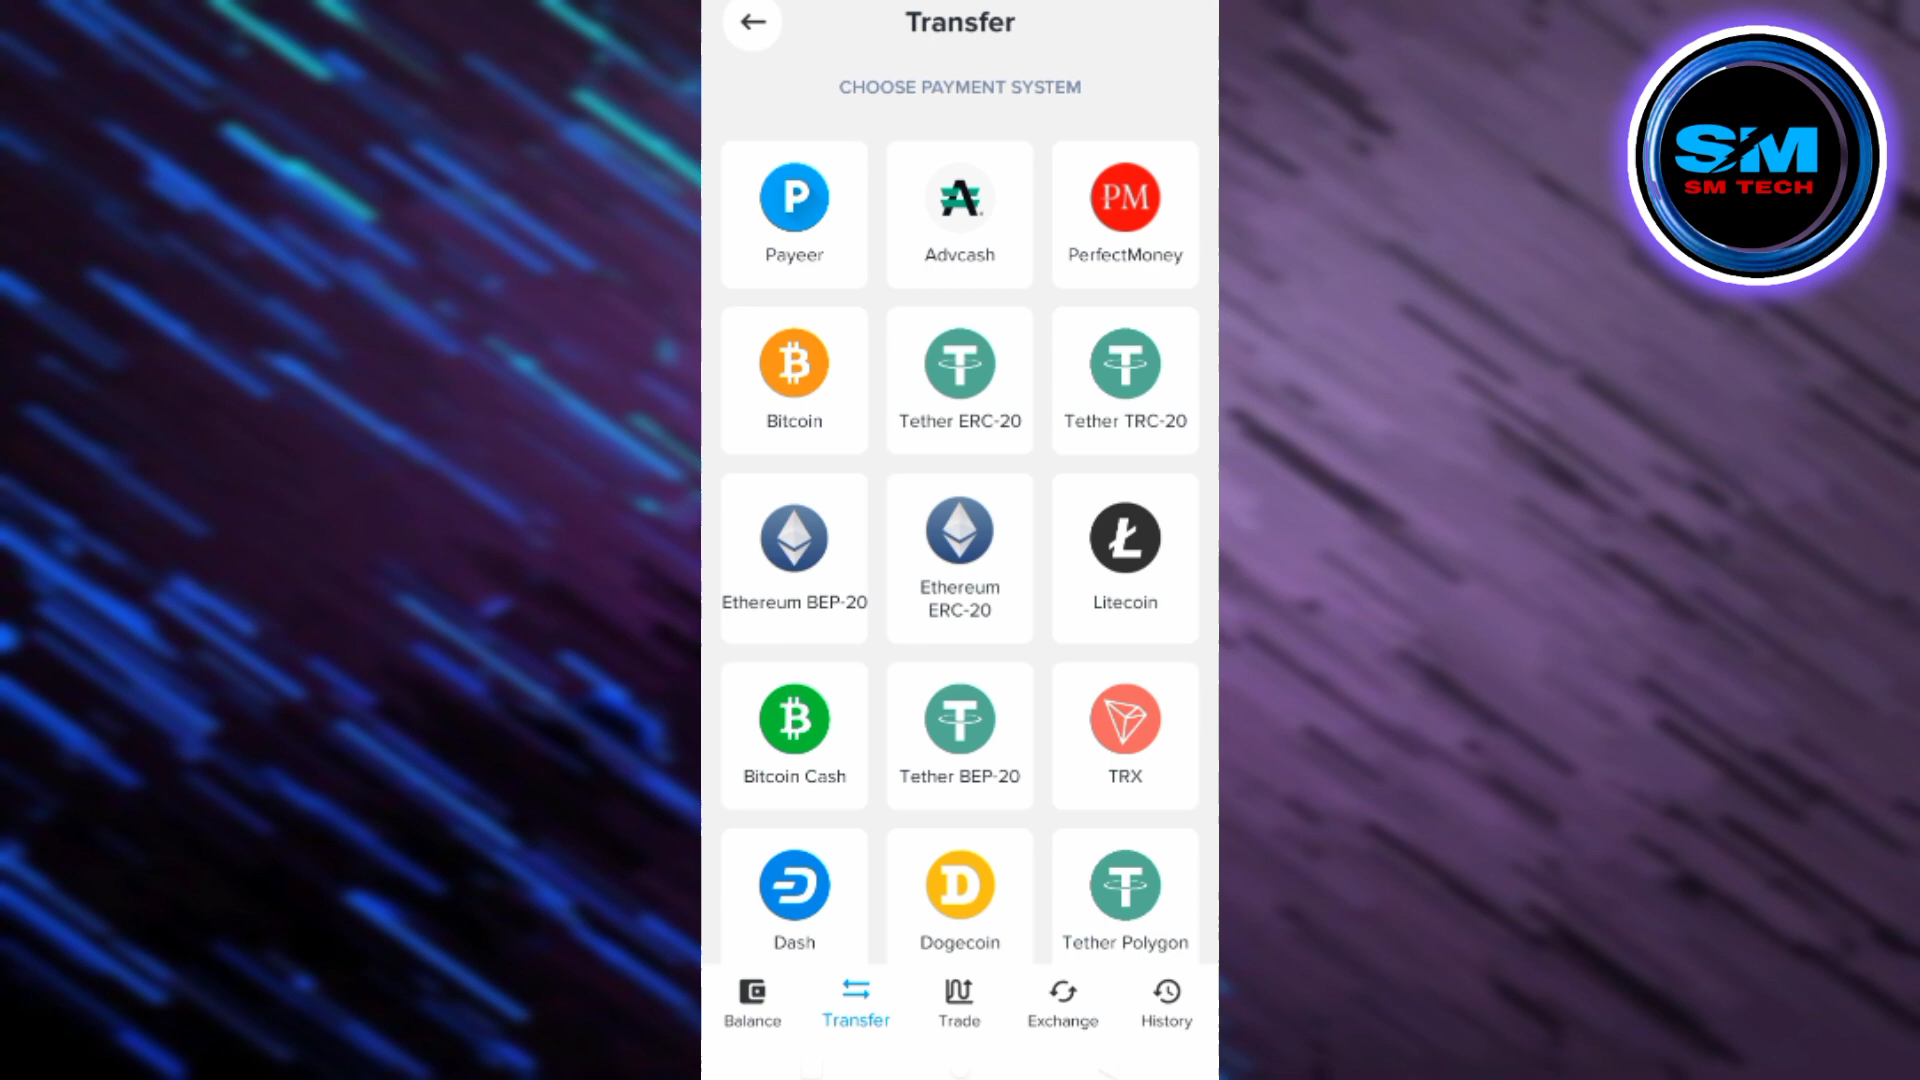 Transfer
CHOOSE PAYMENT SYSTEM
SM
SM TECH
Payeer
Advcash
PM
PerfectMoney
Bitcoin
Tether ERC-20
Tether TRC-20
Ethereum BEP-20
Ethereum
ERC-20
Litecoin
Bitcoin Cash
Tether BEP-20
TRX
Dash
Dogecoin
Tether Polygon
Balance
Transfer
Trade
Exchange
History